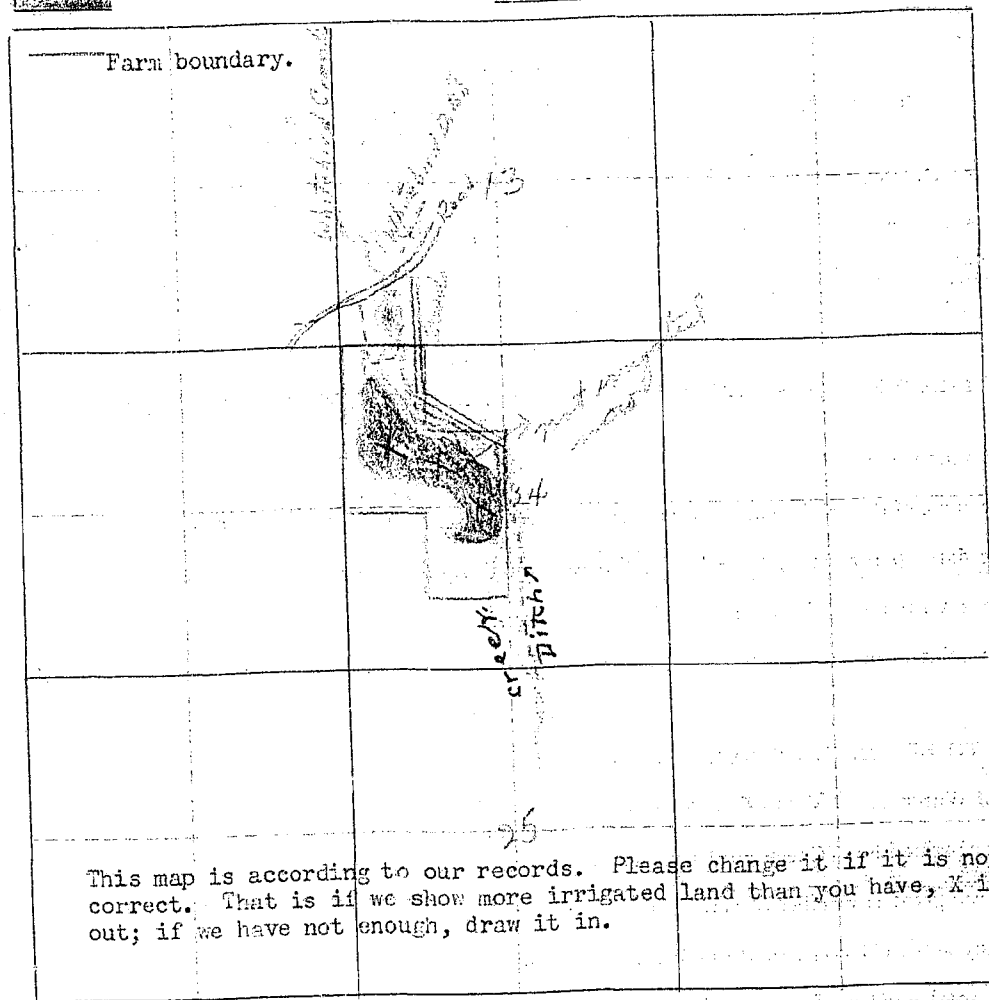 Farm boundary.
Road
13
24
creek
Ditch
25
This map is according to our records. Please change it if it is no
correct. That is if we show more irrigated land than you have, X i
out; if we have not enough, draw it in.